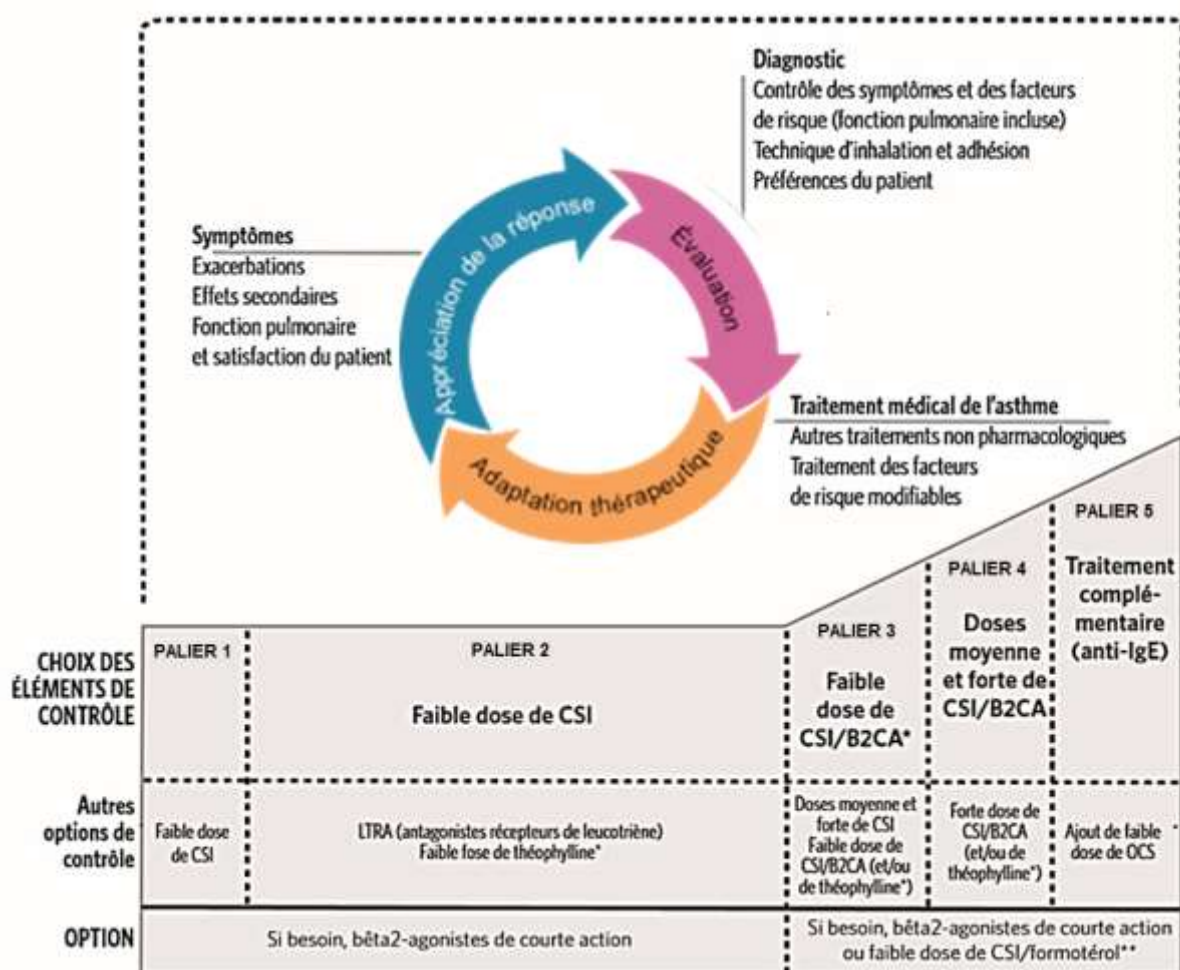 Diagnostic
Contrôle des symptômes et des facteurs
de risque (fonction pulmonaire incluse)
Technique d'inhalation et adhésion
Préférences du patient
Symptômes
Exacerbations
Effets secondaires
Fonction pulmonaire
et satisfaction du patient
Appréciation de la réponse
Évaluation
Adaptation thérapeutique
Traitement médical de l'asthme
Autres traitements non pharmacologiques
Traitement des facteurs
de risque modifiables
CHOIX DES
ÉLÉMENTS DE
CONTRÔLE
PALIER 1
PALIER 2
Faible dose de CSI
PALIER 3
Faible
dose de
CSI/B2CA*
PALIER 4
Doses
moyenne
et forte de
CSI/B2CA
PALIER 5
Traitement
complé-
mentaire
(anti-IgE)
Autres
options de
contrôle
Faible dose
de CSI
LTRA (antagonistes récepteurs de leucotriène)
Faible fose de théophylline*
Doses moyenne et
forte de CSI
Faible dose de
CSI/B2CA (et/ou
de théophylline*)
Forte dose de
CSI/B2CA
(et/ou de
théophylline*)
Ajout de faible *
dose de OCS
OPTION
Si besoin, bêta2-agonistes de courte action
Si besoin, bêta2-agonistes de courte action
ou faible dose de CSI/formotérol**